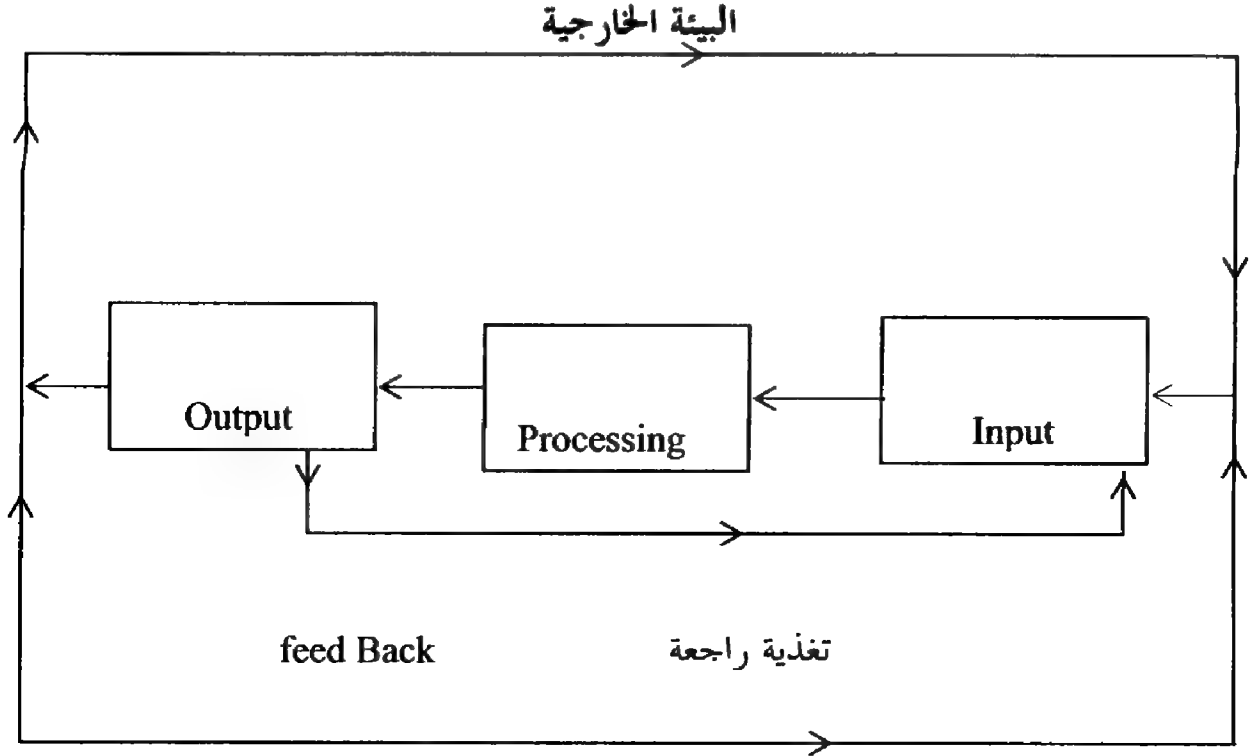 البيئة الخارجية
Input
Processing
Output
تغذية راجعة
feed Back